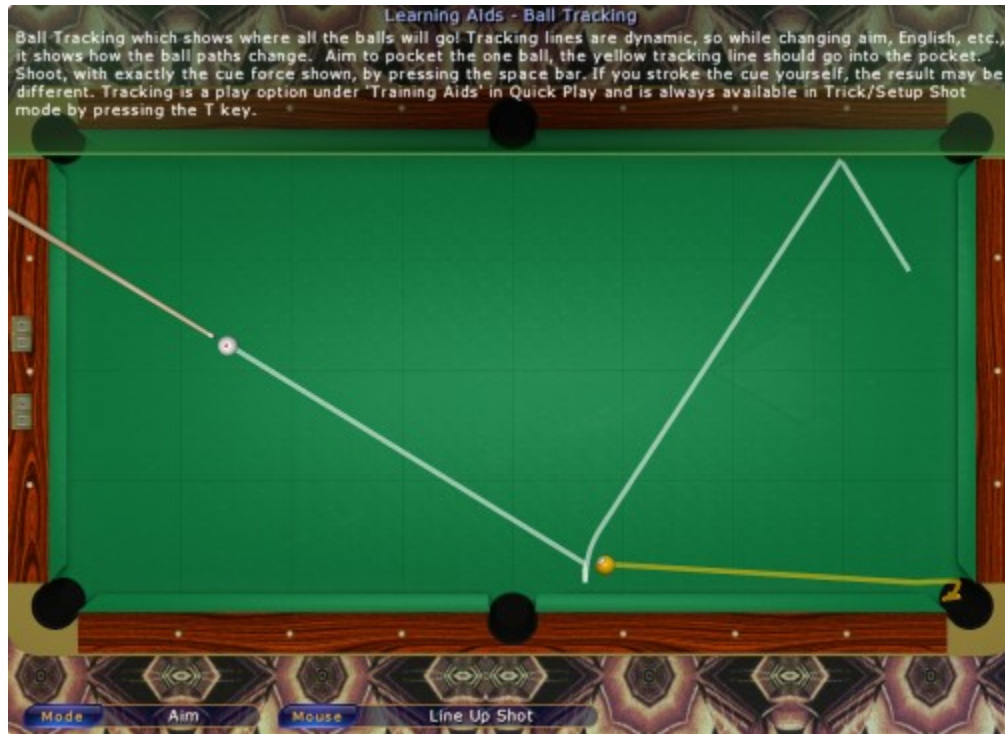 Learning Aids - Ball Tracking
Ball Tracking which shows where all the balls will go! Tracking lines are dynamic, so while changing aim, English, etc.,
it shows how the ball paths change. Aim to pocket the one ball, the yellow tracking line should go into the pocket.
Shoot, with exactly the cue force shown, by pressing the space bar. If you stroke the cue yourself, the result may be
different. Tracking is a play option under 'Training Aids' in Quick Play and is always available in Trick/Setup Shot
mode by pressing the T key.
Mode Aim Mouse Line Up Shot